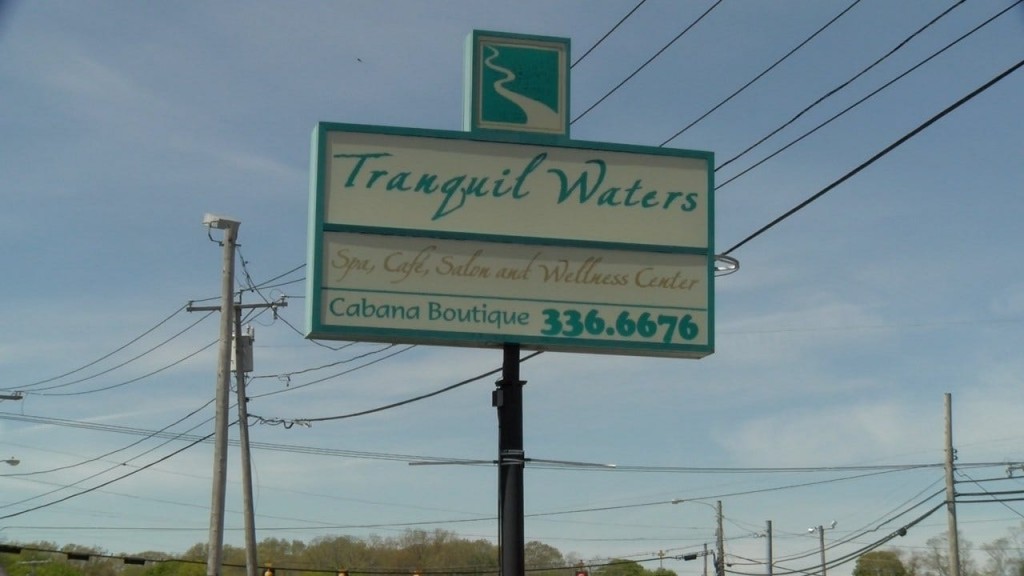 Tranquil Waters
Spa, Café, Salon and Wellness Center
Cabana Boutique 336.6676